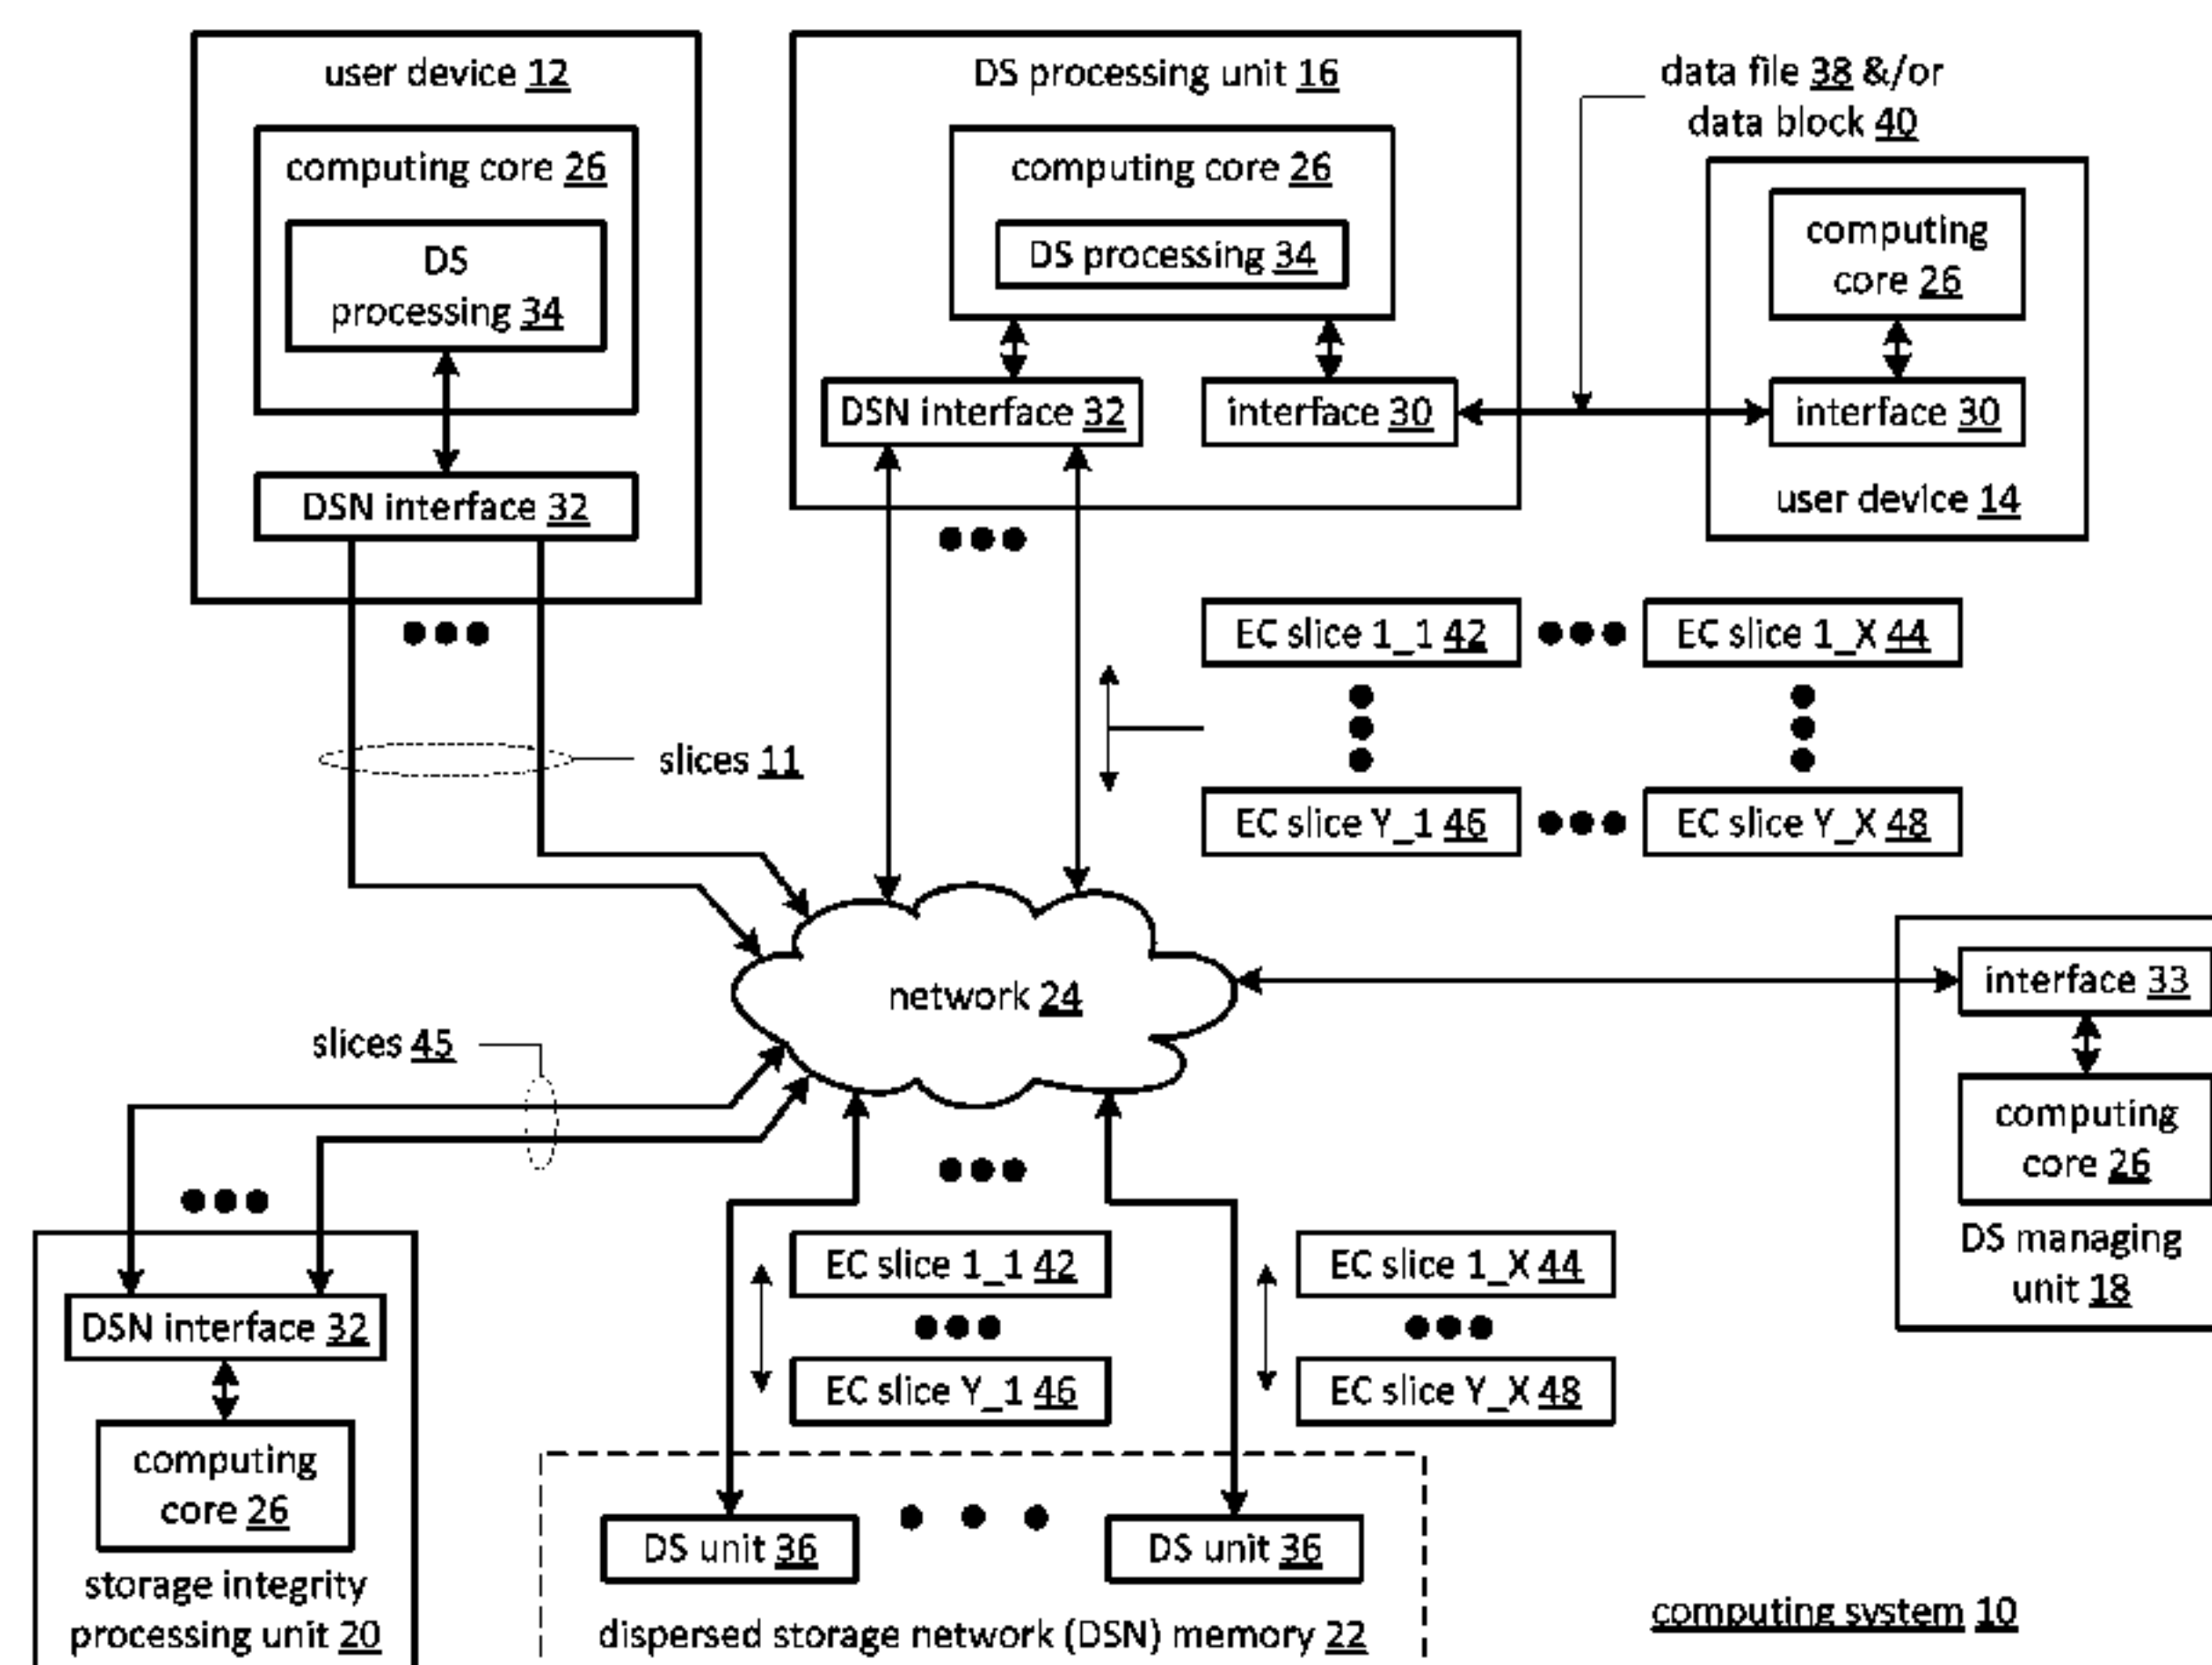 user device 12
computing core 26
DS
processing 34
DSN interface 32
DS processing unit 16
computing core 26
DS processing 34
DSN interface 32
interface 30
data file 38 &/or
data block 40
computing
core 26
interface 30
user device 14
slices 11
EC slice 1_1 42
EC slice 1_X 44
EC slice Y_1 46
EC slice Y_X 48
network 24
interface 33
computing
core 26
DS managing
unit 18
slices 45
DSN interface 32
computing
core 26
storage integrity
processing unit 20
EC slice 1_1 42
EC slice 1_X 44
EC slice Y_1 46
EC slice Y_X 48
DS unit 36
DS unit 36
dispersed storage network (DSN) memory 22
computing system 10